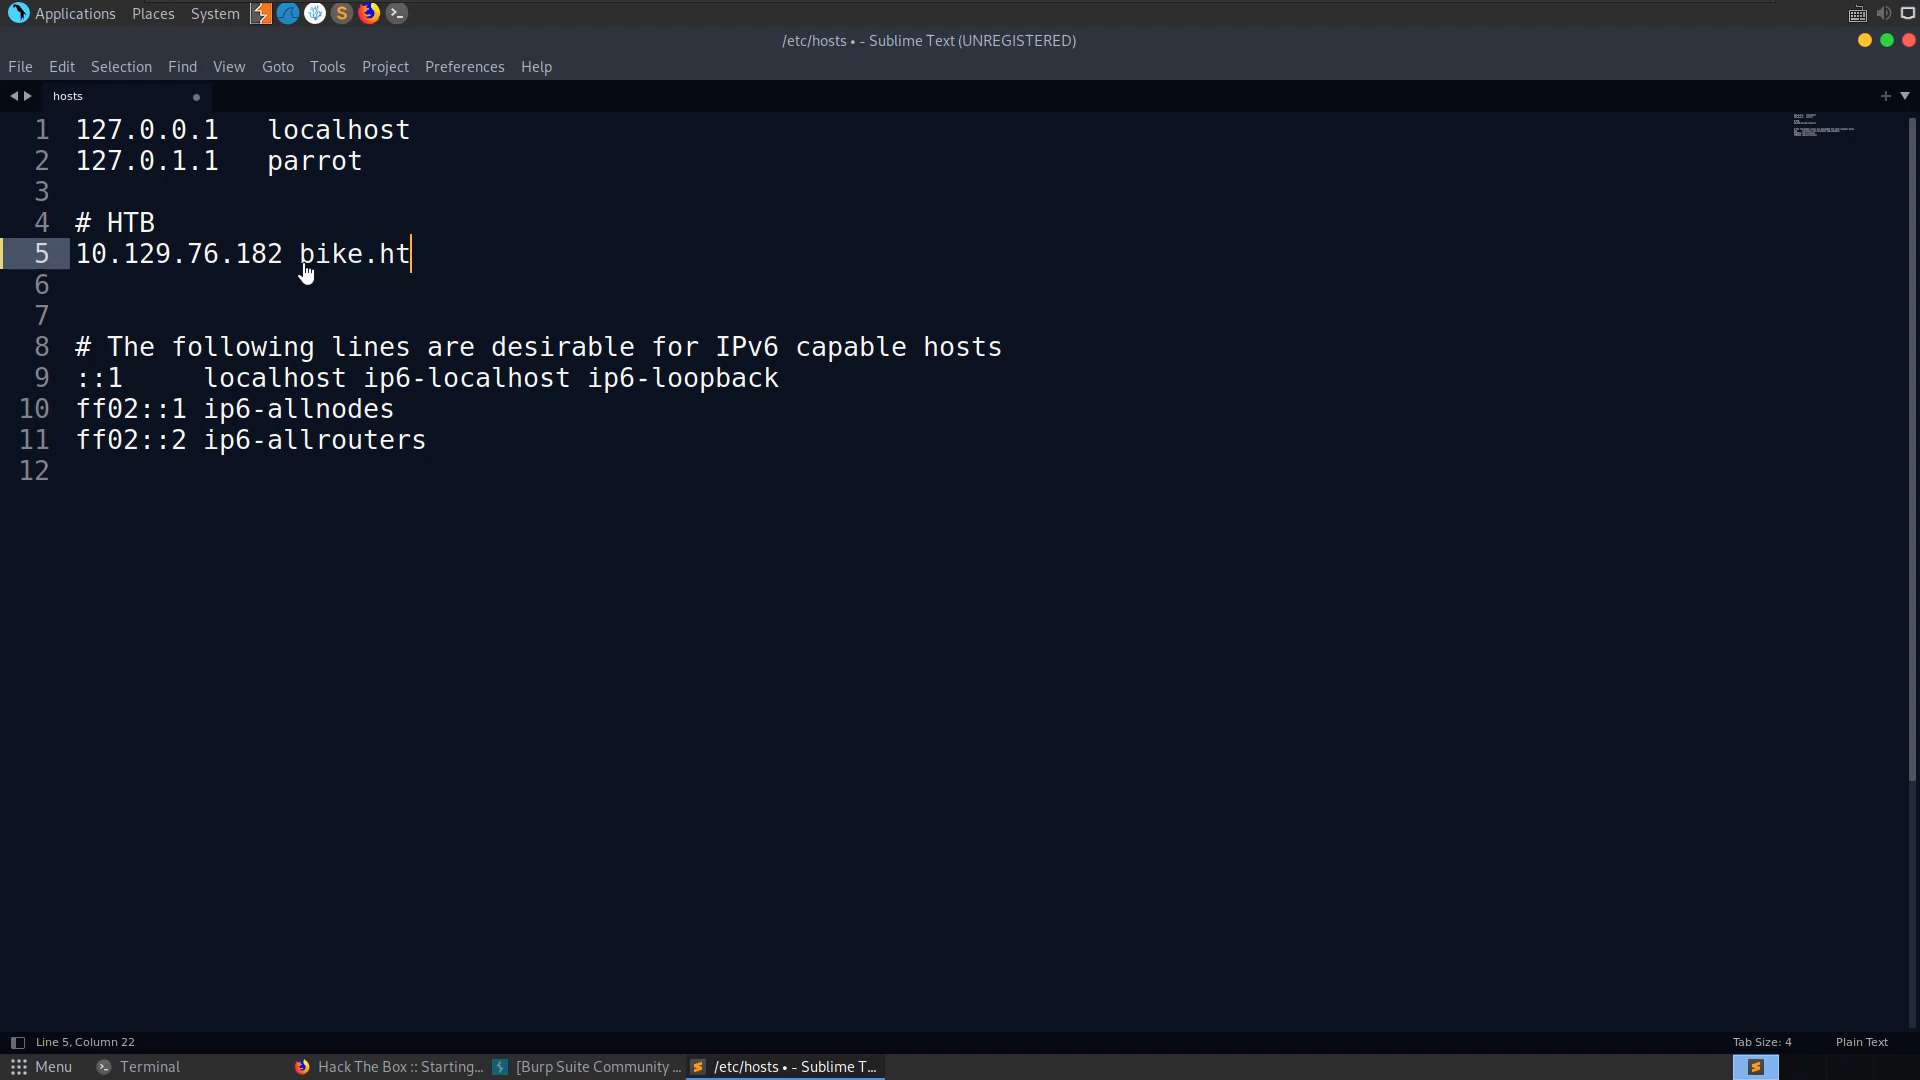 Applications Places System
/etc/hosts • - Sublime Text (UNREGISTERED)
File Edit Selection Find View Goto Tools Project Preferences Help
hosts
1 127.0.0.1 localhost
2 127.0.1.1 parrot
3
4 # HTB
5 10.129.76.182 bike.ht
6
7
8 # The following lines are desirable for IPv6 capable hosts
9 ::1 localhost ip6-localhost ip6-loopback
10 ff02::1 ip6-allnodes
11 ff02::2 ip6-allrouters
12
Line 5, Column 22 Tab Size: 4 Plain Text
Menu Terminal Hack The Box :: Starting... [Burp Suite Community ... /etc/hosts • - Sublime T...